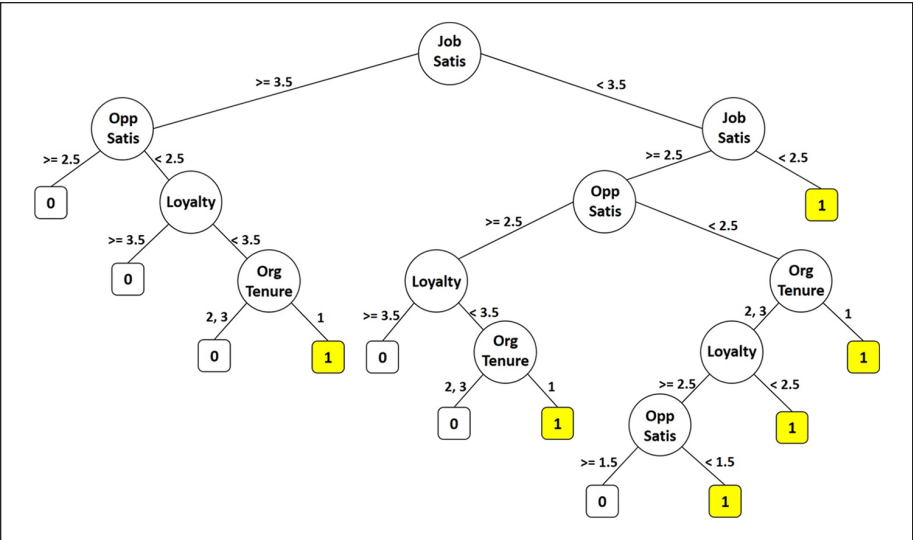 Job
Satis
>= 3.5
< 3.5
Opp
Satis
Job
Satis
>= 2.5
< 2.5
>= 2.5
< 2.5
0
Loyalty
Opp
Satis
1
>= 3.5
< 3.5
>= 2.5
< 2.5
0
Org
Tenure
Loyalty
Org
Tenure
2, 3
1
>= 3.5
< 3.5
2, 3
1
0
1
0
Org
Tenure
Loyalty
1
2, 3
1
>= 2.5
< 2.5
0
1
Opp
Satis
1
>= 1.5
< 1.5
0
1